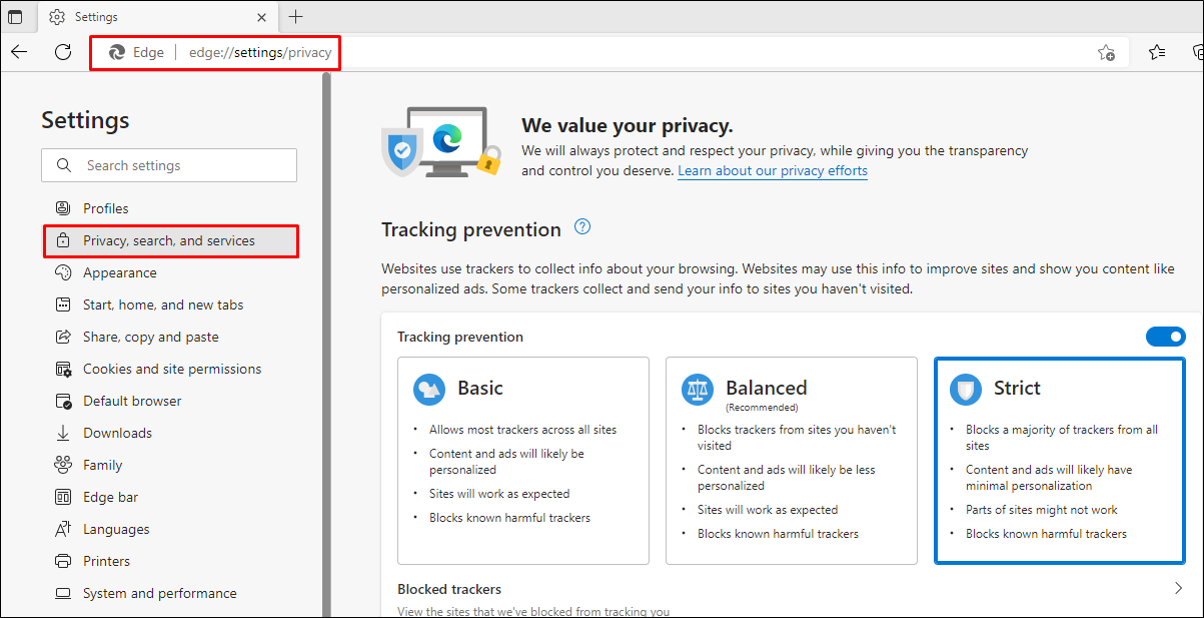 Settings
Edge edge://settings/privacy
Settings
Search settings
Profiles
Privacy, search, and services
Appearance
Start, home, and new tabs
Share, copy and paste
Cookies and site permissions
Default browser
Downloads
Family
Edge bar
Languages
Printers
System and performance
We value your privacy.
We will always protect and respect your privacy, while giving you the transparency
and control you deserve. Learn about our privacy efforts
Tracking prevention
Websites use trackers to collect info about your browsing. Websites may use this info to improve sites and show you content like
personalized ads. Some trackers collect and send your info to sites you haven't visited.
Tracking prevention
Basic
• Allows most trackers across all sites
• Content and ads will likely be
personalized
• Sites will work as expected
• Blocks known harmful trackers
Balanced
(Recommended)
• Blocks trackers from sites you haven't
visited
• Content and ads will likely be less
personalized
• Sites will work as expected
• Blocks known harmful trackers
Strict
• Blocks a majority of trackers from all
sites
• Content and ads will likely have
minimal personalization
• Parts of sites might not work
• Blocks known harmful trackers
Blocked trackers
View the sites that we've blocked from tracking you